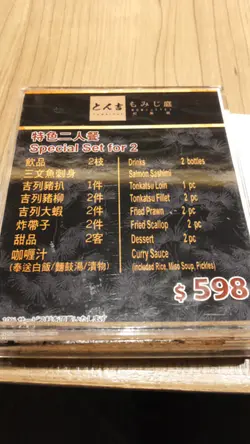 とん吉
もみじ庭
特色二人餐
Special Set for 2
飲品 2枝 Drinks 2 bottles
三文魚刺身 Salmon Sashimi
吉列豬扒 1件 Tonkatsu Loin 1 pc
吉列豬柳 2件 Tonkatsu Fillet 2 pc
吉列大蝦 2件 Fried Prawn 2 pc
炸帶子 2件 Fried Scallop 2 pc
甜品 2客 Dessert 2 pc
咖喱汁 Curry Sauce
(奉送白飯/麵豉湯/漬物) (included Rice, Miso Soup, Pickles)
$ 598